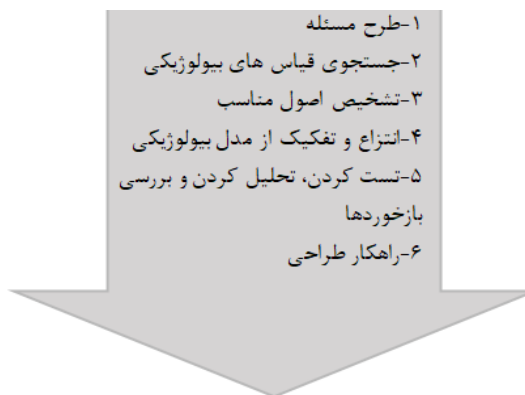 ۱-طرح مسئله
۲-جستجوی قیاس های بیولوژیکی
۳-تشخیص اصول مناسب
۴-انتزاع و تفکیک از مدل بیولوژیکی
۵-تست کردن، تحلیل کردن و بررسی
بازخوردها
۶-راهکار طراحی